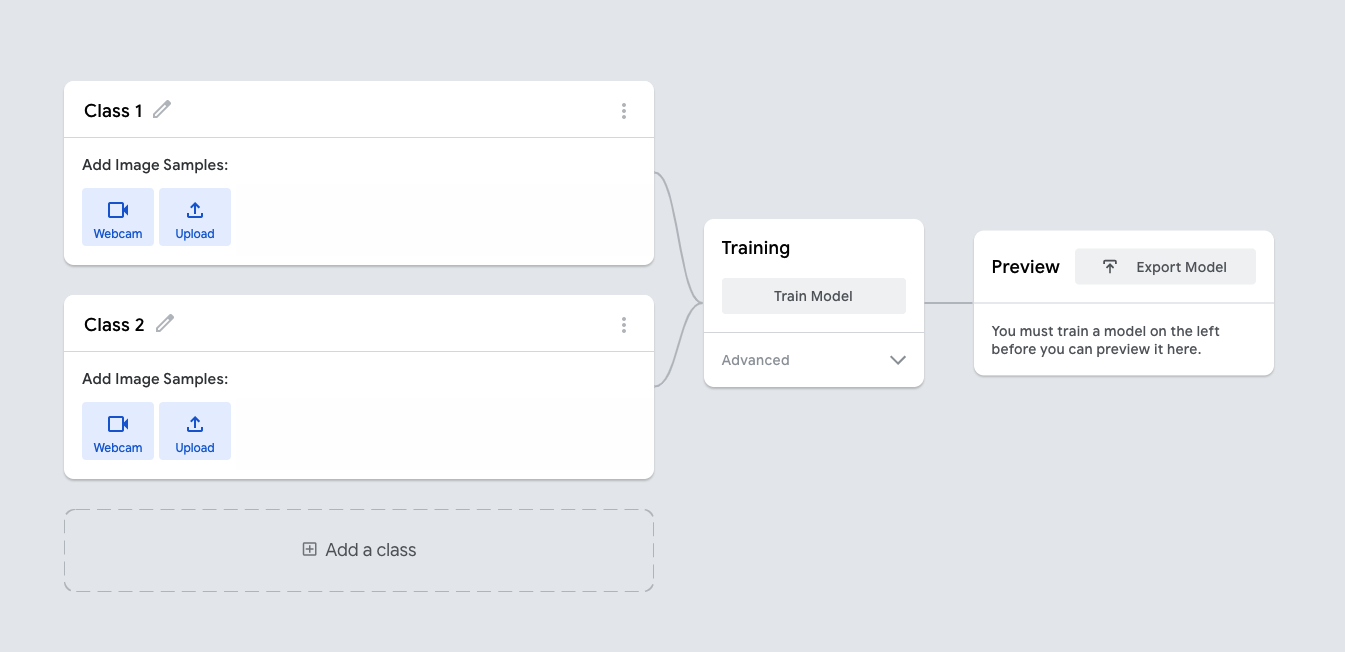 Class 1
Add Image Samples:
Webcam
Upload
Class 2
Add Image Samples:
Webcam
Upload
Add a class
Training
Train Model
Advanced
Preview
Export Model
You must train a model on the left
before you can preview it here.